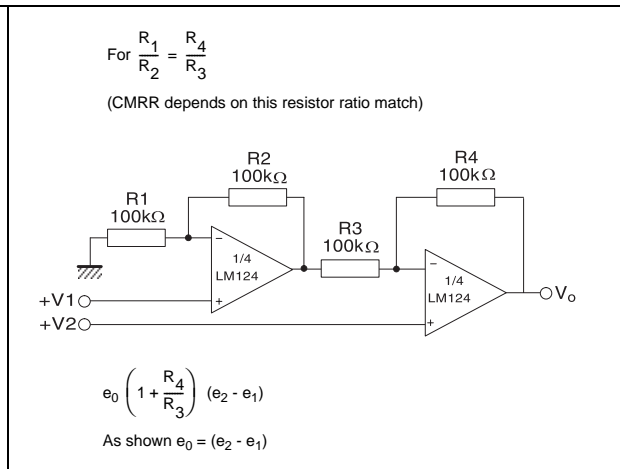 For R1/R2 = R4/R3
(CMRR depends on this resistor ratio match)
R2
100kΩ
R4
100kΩ
R1
100kΩ
R3
100kΩ
1/4
LM124
1/4
LM124
+V1
+V2
Vo
e0 (1 + R4/R3) (e2 - e1)
As shown e0 = (e2 - e1)